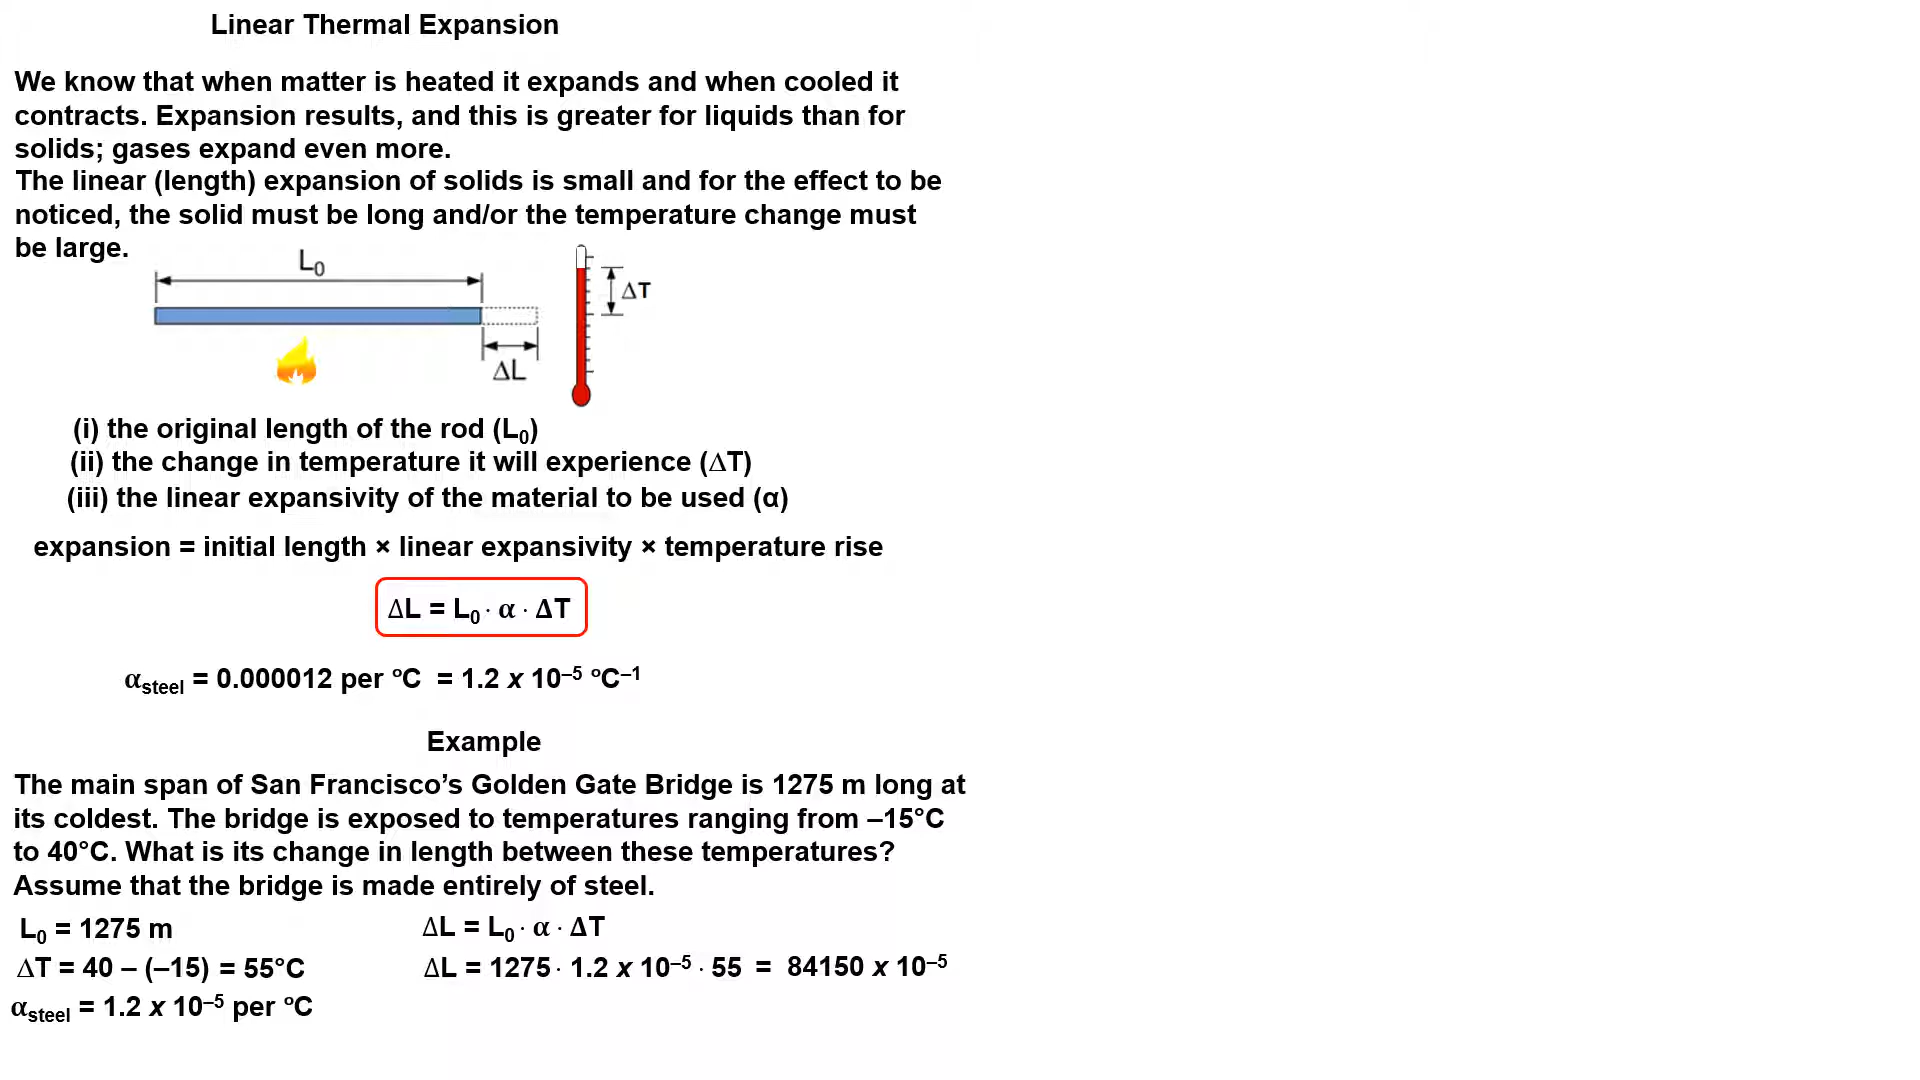 Linear Thermal Expansion
We know that when matter is heated it expands and when cooled it
contracts. Expansion results, and this is greater for liquids than for
solids; gases expand even more.
The linear (length) expansion of solids is small and for the effect to be
noticed, the solid must be long and/or the temperature change must
be large.
L₀
ΔT
ΔL
(i) the original length of the rod (L₀)
(ii) the change in temperature it will experience (ΔT)
(iii) the linear expansivity of the material to be used (α)
expansion = initial length × linear expansivity × temperature rise
ΔL = L₀ · α · ΔT
α_steel = 0.000012 per °C = 1.2 x 10⁻⁵ °C⁻¹
Example
The main span of San Francisco’s Golden Gate Bridge is 1275 m long at
its coldest. The bridge is exposed to temperatures ranging from –15°C
to 40°C. What is its change in length between these temperatures?
Assume that the bridge is made entirely of steel.
L₀ = 1275 m
ΔT = 40 – (–15) = 55°C
α_steel = 1.2 x 10⁻⁵ per °C
ΔL = L₀ · α · ΔT
ΔL = 1275 · 1.2 x 10⁻⁵ · 55 = 84150 x 10⁻⁵